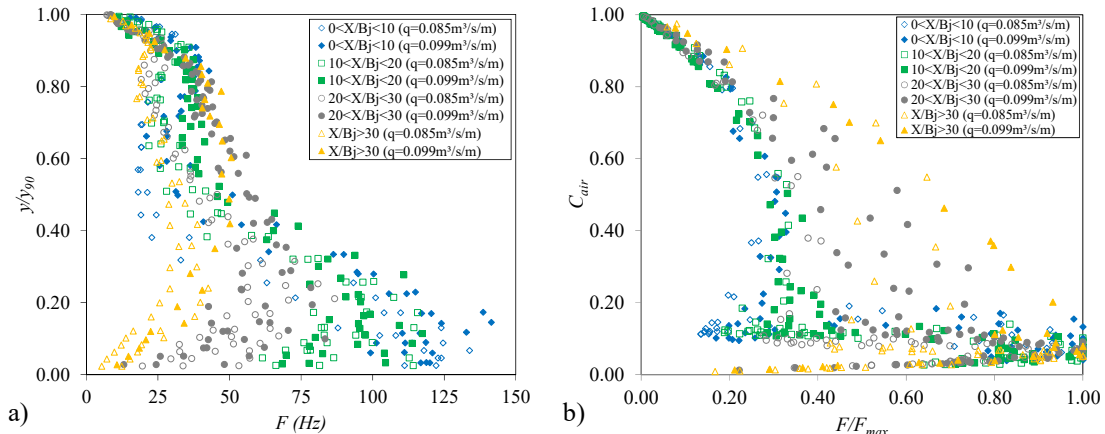 1.00
0.80
0.60
0.40
0.20
0.00
y/y90
0
25
50
75
100
125
150
F (Hz)
a)
0<X/Bj<10 (q=0.085m³/s/m)
0<X/Bj<10 (q=0.099m³/s/m)
10<X/Bj<20 (q=0.085m³/s/m)
10<X/Bj<20 (q=0.099m³/s/m)
20<X/Bj<30 (q=0.085m³/s/m)
20<X/Bj<30 (q=0.099m³/s/m)
X/Bj>30 (q=0.085m³/s/m)
X/Bj>30 (q=0.099m³/s/m)
1.00
0.80
0.60
0.40
0.20
0.00
Cair
0.00
0.20
0.40
0.60
0.80
1.00
F/Fmax
b)
0<X/Bj<10 (q=0.085m³/s/m)
0<X/Bj<10 (q=0.099m³/s/m)
10<X/Bj<20 (q=0.085m³/s/m)
10<X/Bj<20 (q=0.099m³/s/m)
20<X/Bj<30 (q=0.085m³/s/m)
20<X/Bj<30 (q=0.099m³/s/m)
X/Bj>30 (q=0.085m³/s/m)
X/Bj>30 (q=0.099m³/s/m)